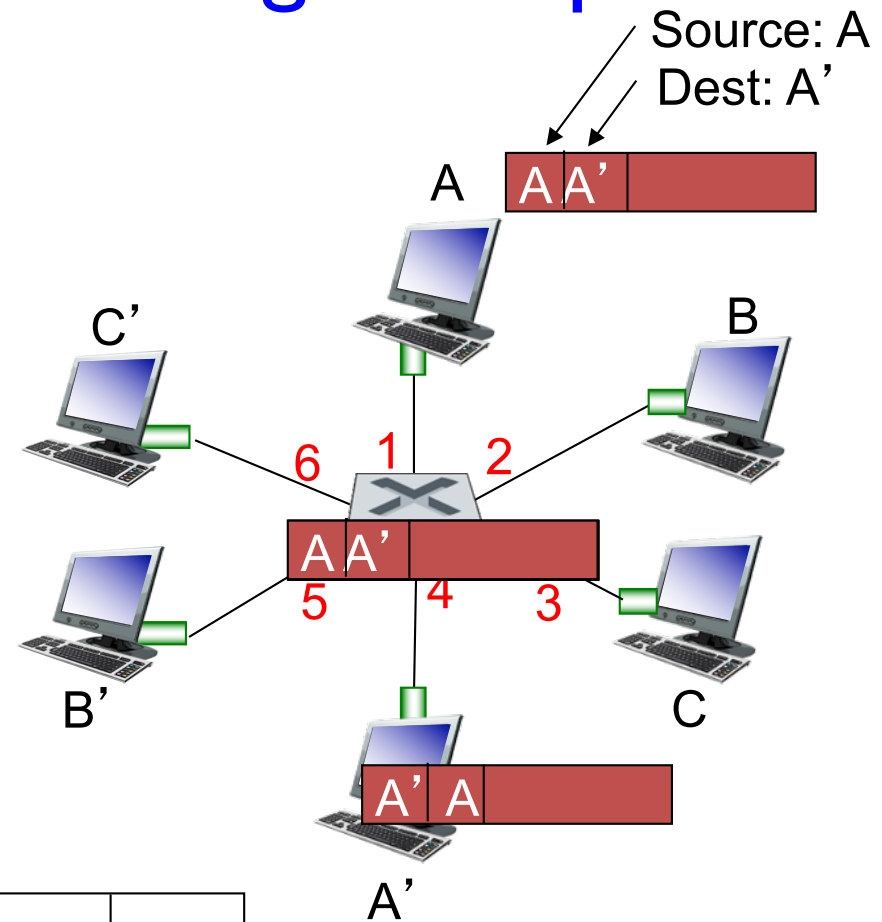 Source: A
Dest: A’
A A’
A
B
C’
6 1 2
A A’
5 4 3
B’
C
A’ A
A’